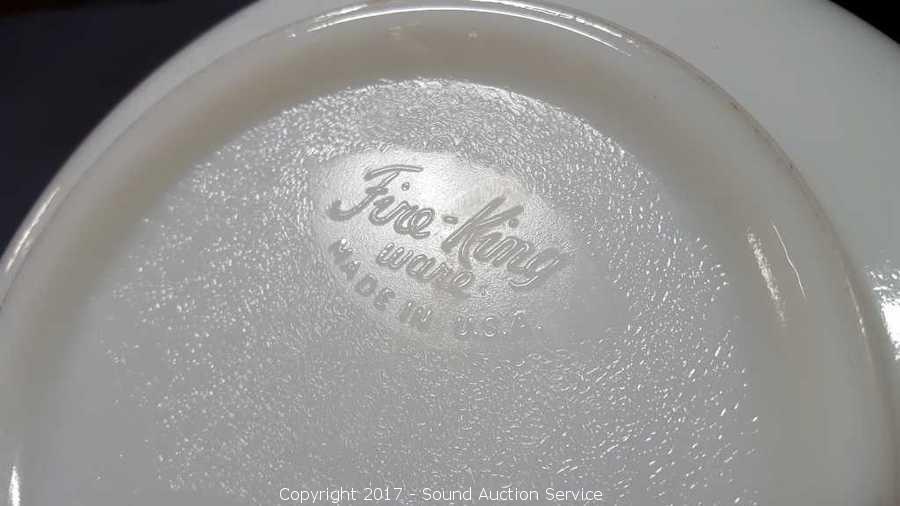 Fire-King
ware.
MADE IN U.S.A.
Copyright 2017 - Sound Auction Service